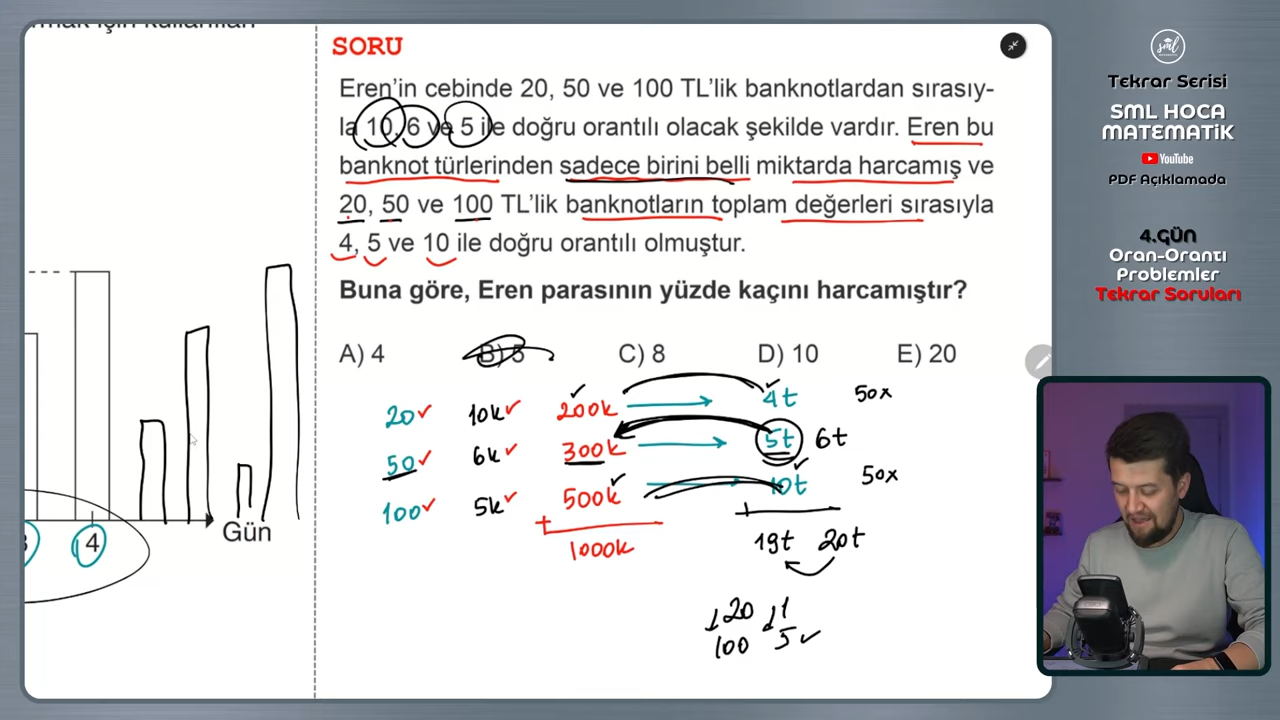 SORU
Eren'in cebinde 20, 50 ve 100 TL'lik banknotlardan sırasıy-
la 10, 6 ve 5 ile doğru orantılı olacak şekilde vardır. Eren bu
banknot türlerinden sadece birini belli miktarda harcamış ve
20, 50 ve 100 TL'lik banknotların toplam değerleri sırasıyla
4, 5 ve 10 ile doğru orantılı olmuştur.
Buna göre, Eren parasının yüzde kaçını harcamıştır?
A) 4 B) 5 C) 8 D) 10 E) 20
20 10k 200k 4t 50x
50 6k 300k 5t 6t
100 5k 500k 10t 50x
+ +
1000k 19t 20t
20 1
100 5
4
Gün
sml
Tekrar Serisi
SML HOCA
MATEMATİK
YouTube
PDF Açıklamada
4.GÜN
Oran-Orantı
Problemler
Tekrar Soruları